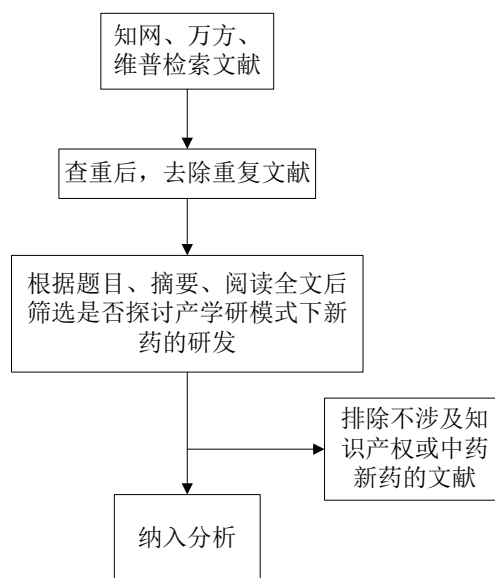 知网、万方、
维普检索文献
查重后，去除重复文献
根据题目、摘要、阅读全文后
筛选是否探讨产学研模式下新
药的研发
排除不涉及知
识产权或中药
新药的文献
纳入分析